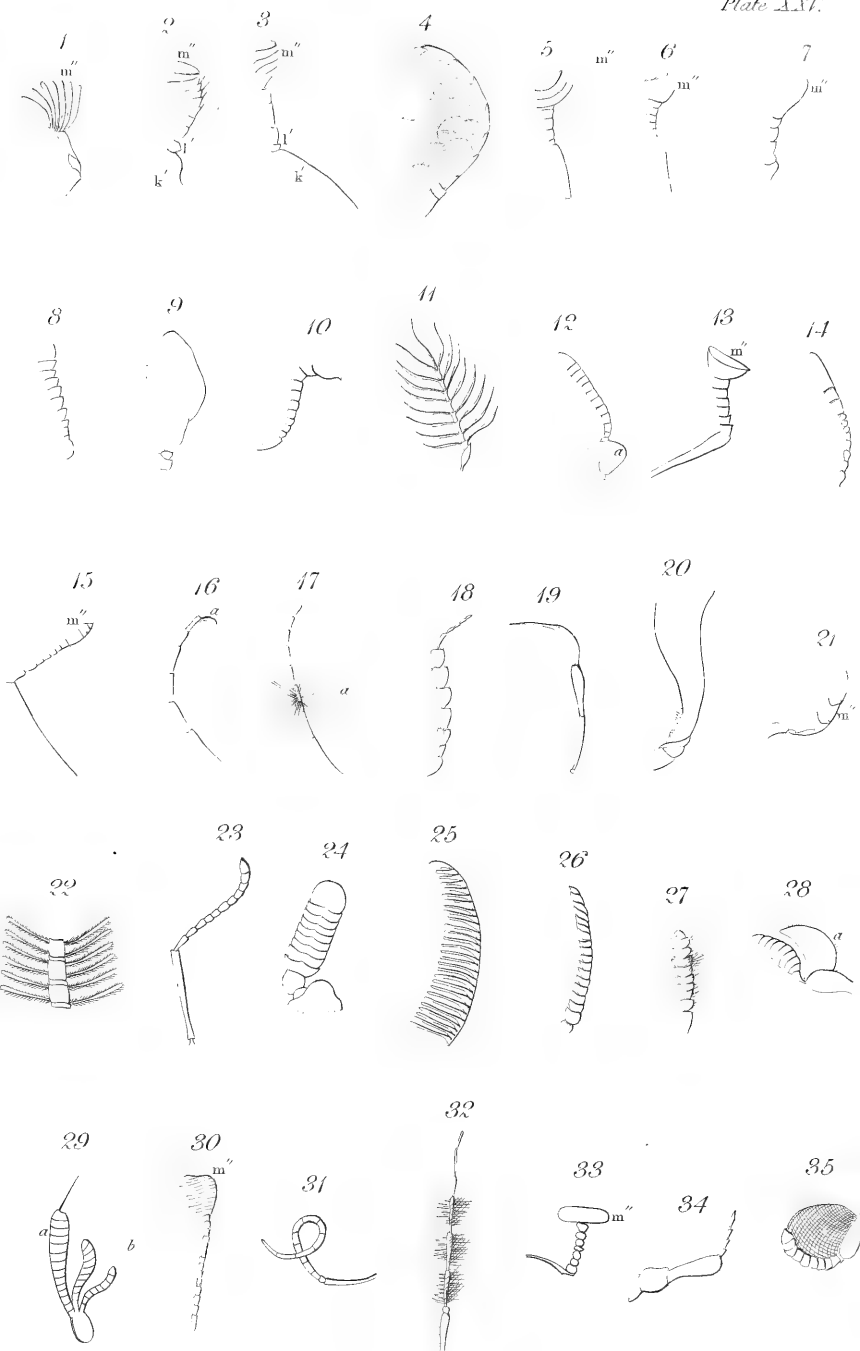 Plate XXV.
1 2 3 4 5 6 7
m" m" m" m" m" m"
l' l'
k' k'
8 9 10 11 12 13 14
m"
a
15 16 17 18 19 20 21
m" a
a m"
22 23 24 25 26 27 28
a
29 30 31 32 33 34 35
m"
a b m"